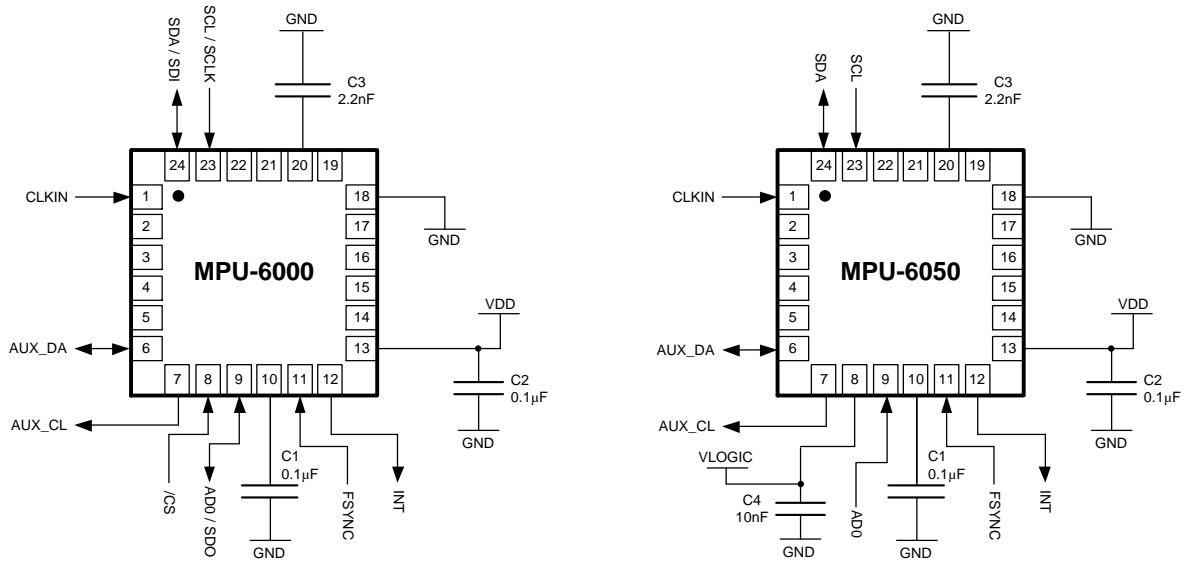 GND
SDA / SDI
SCL / SCLK
C3
2.2nF
24 23 22 21 20 19
CLKIN
1
2
3
4
5
6
18
17
16
15
14
13
MPU-6000
GND
VDD
AUX_DA
7 8 9 10 11 12
C2
0.1µF
GND
AUX_CL
/CS
AD0 / SDO
C1
0.1µF
GND
FSYNC
INT
GND
SDA
SCL
C3
2.2nF
24 23 22 21 20 19
CLKIN
1
2
3
4
5
6
18
17
16
15
14
13
MPU-6050
GND
VDD
AUX_DA
7 8 9 10 11 12
C2
0.1µF
GND
AUX_CL
VLOGIC
C4
10nF
GND
AD0
C1
0.1µF
GND
FSYNC
INT